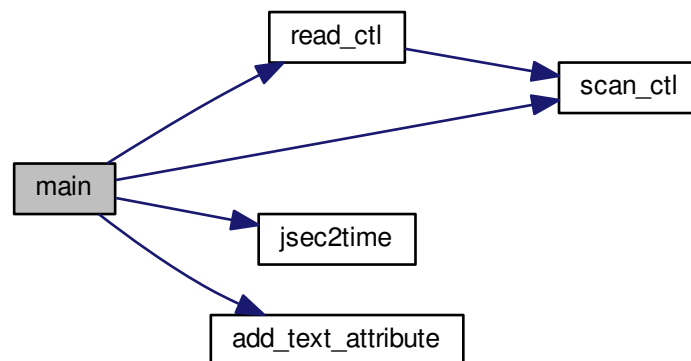 read_ctl
scan_ctl
main
jsec2time
add_text_attribute